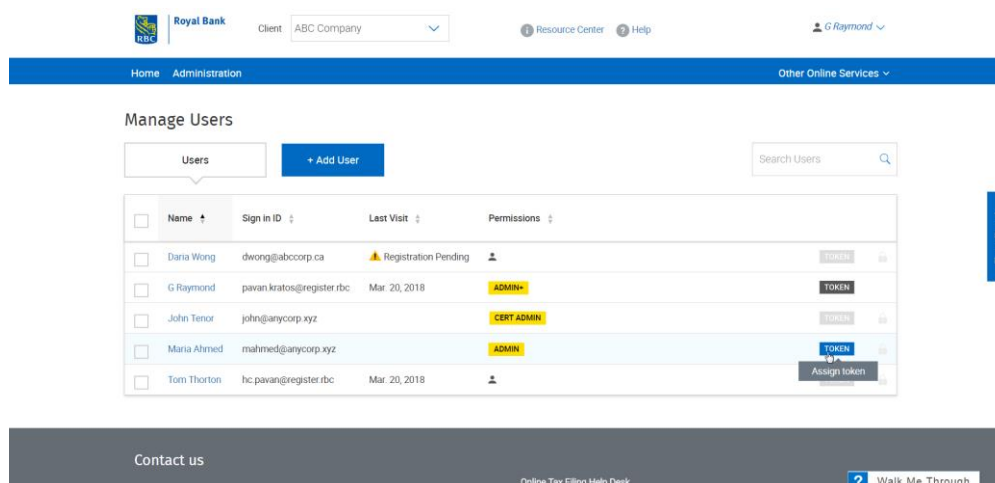 RBC
Royal Bank
Client ABC Company
Resource Center ? Help
G Raymond
Home Administration Other Online Services
Manage Users
Users + Add User Search Users
Name Sign in ID Last Visit Permissions
Daria Wong dwong@abccorp.ca Registration Pending TOKEN
G Raymond pavan.kratos@register.rbc Mar. 20, 2018 ADMIN+ TOKEN
John Tenor john@anycorp.xyz CERT ADMIN TOKEN
Maria Ahmed mahmed@anycorp.xyz ADMIN TOKEN
Assign token
Tom Thorton hc.pavan@register.rbc Mar. 20, 2018
Contact us
Online Tax Filing Help Desk
? Walk Me Through